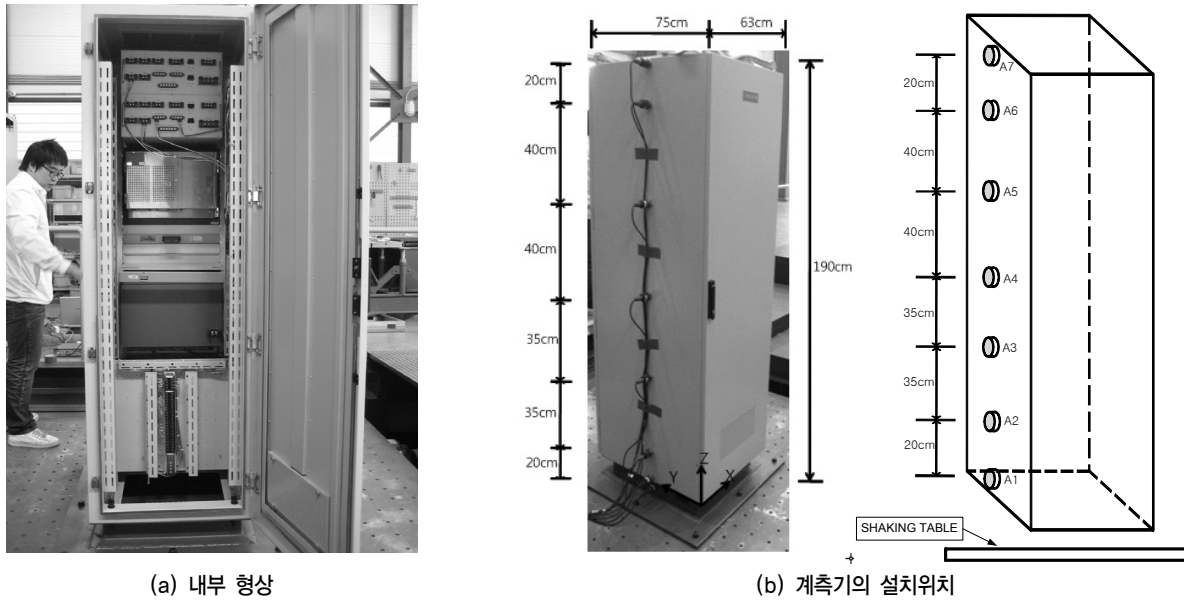 75cm
63cm
20cm
40cm
40cm
35cm
35cm
20cm
190cm
Z
Y
X
20cm
40cm
40cm
35cm
35cm
20cm
A7
A6
A5
A4
A3
A2
A1
SHAKING TABLE
(a) 내부 형상
(b) 계측기의 설치위치